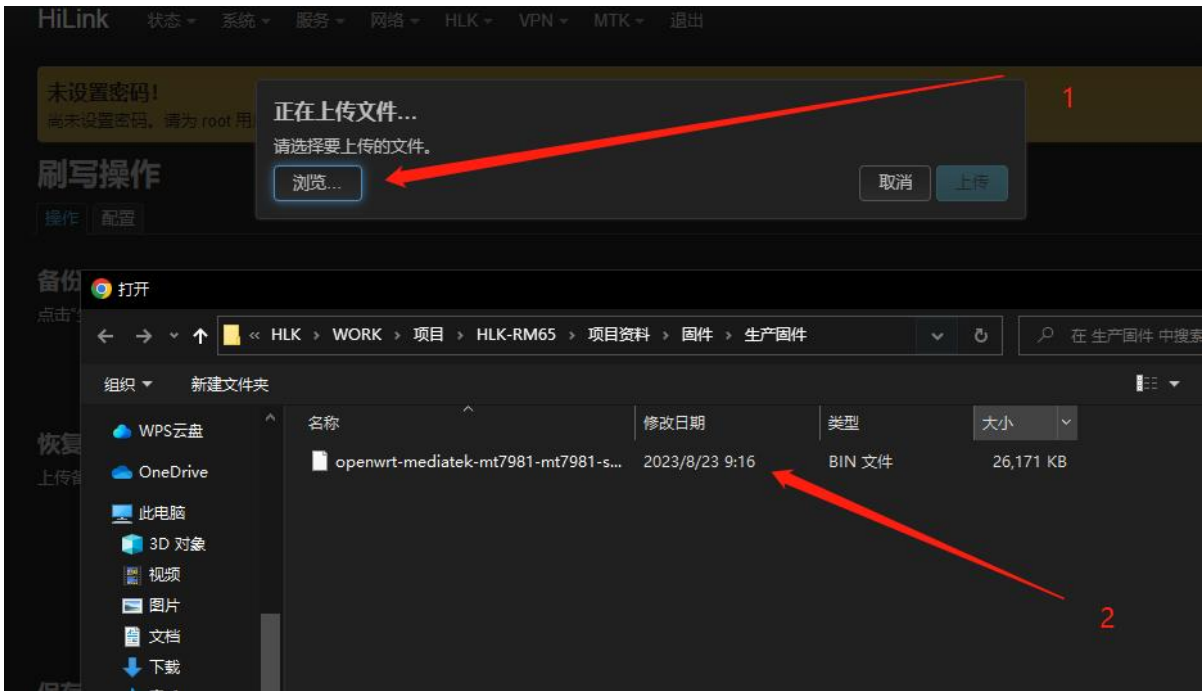 HiLink 状态 系统 服务 网络 HLK VPN MTK 退出
未设置密码!
尚未设置密码。请为 root 用
正在上传文件...
请选择要上传的文件。
浏览... 取消 上传
1
刷写操作
操作 配置
备份
点击"
打开
« HLK › WORK › 项目 › HLK-RM65 › 项目资料 › 固件 › 生产固件 在 生产固件 中搜索
组织 新建文件夹
名称 修改日期 类型 大小
openwrt-mediatek-mt7981-mt7981-s... 2023/8/23 9:16 BIN 文件 26,171 KB
WPS云盘
恢复
上传备
OneDrive
此电脑
3D 对象
视频
图片
文档
下载
2
保存